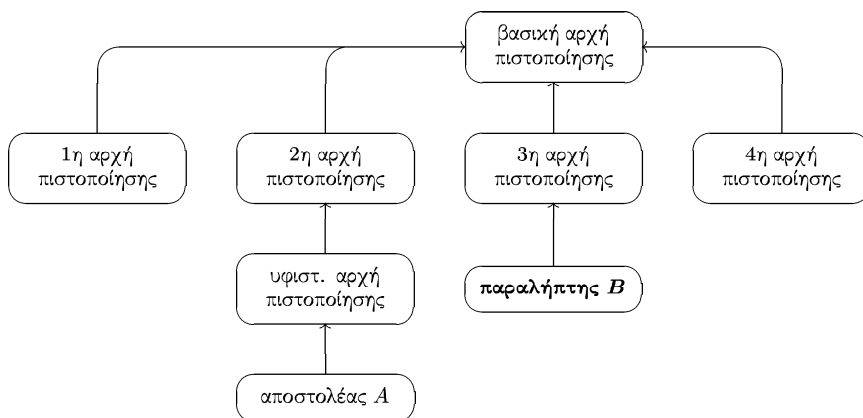 βασική αρχή
πιστοποίησης
1η αρχή
πιστοποίησης
2η αρχή
πιστοποίησης
3η αρχή
πιστοποίησης
4η αρχή
πιστοποίησης
υφιστ. αρχή
πιστοποίησης
παραλήπτης B
αποστολέας A